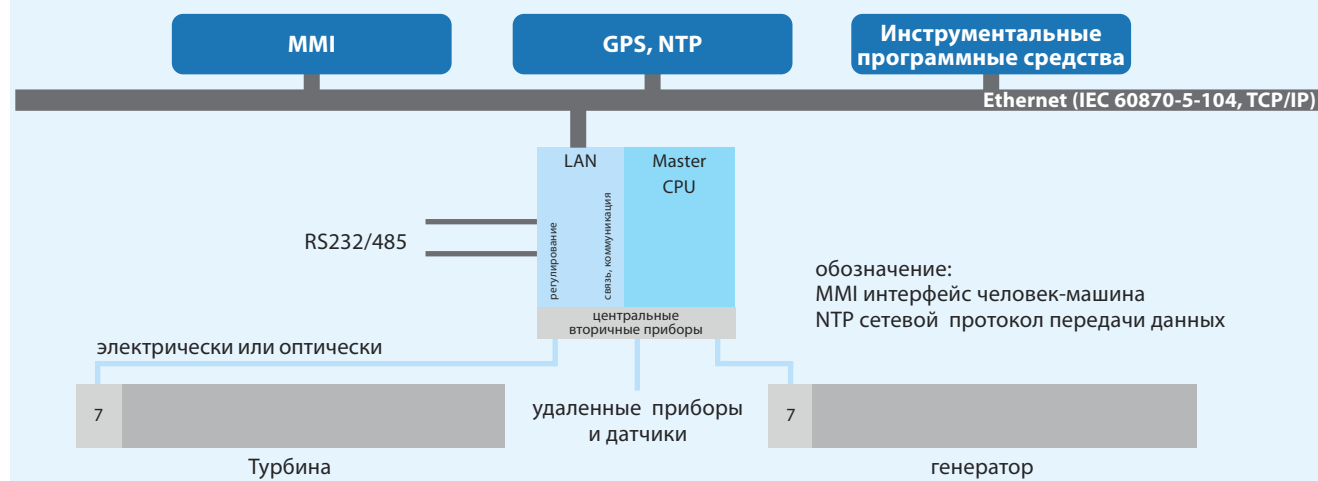 MMI
GPS, NTP
Инструментальные
программные средства
Ethernet (IEC 60870-5-104, TCP/IP)
LAN
Master
CPU
регулирование
связь, коммуникация
RS232/485
обозначение:
MMI интерфейс человек-машина
NTP сетевой протокол передачи данных
центральные
вторичные приборы
электрически или оптически
7
удаленные приборы
и датчики
7
Турбина
генератор